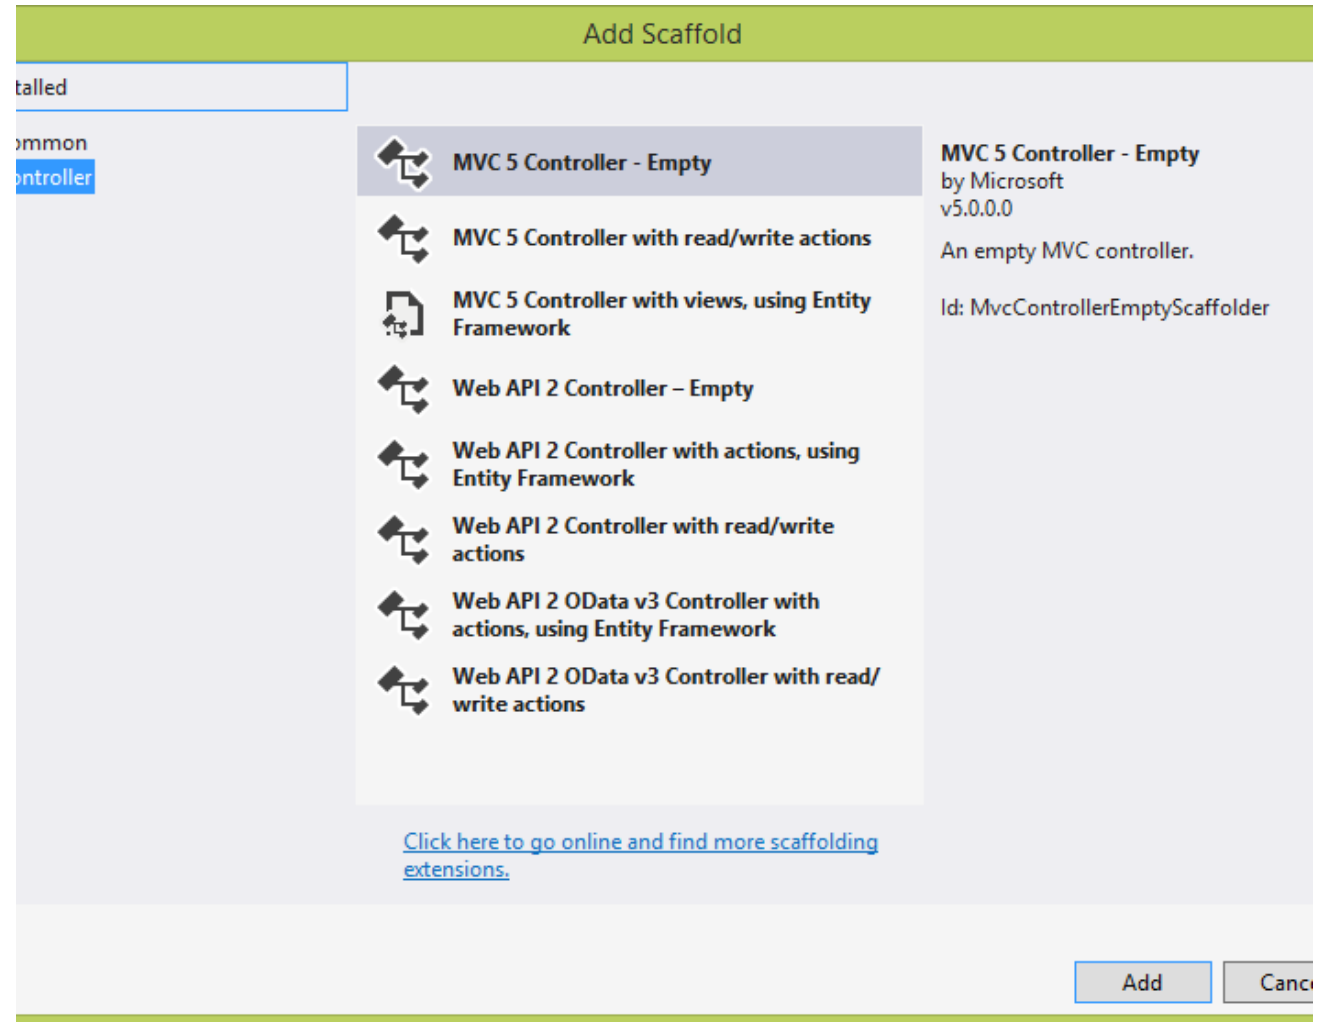 Add Scaffold
talled
ommon
ontroller
MVC 5 Controller - Empty
MVC 5 Controller with read/write actions
MVC 5 Controller with views, using Entity
Framework
Web API 2 Controller – Empty
Web API 2 Controller with actions, using
Entity Framework
Web API 2 Controller with read/write
actions
Web API 2 OData v3 Controller with
actions, using Entity Framework
Web API 2 OData v3 Controller with read/
write actions
Click here to go online and find more scaffolding
extensions.
MVC 5 Controller - Empty
by Microsoft
v5.0.0.0
An empty MVC controller.
Id: MvcControllerEmptyScaffolder
Add
Canc